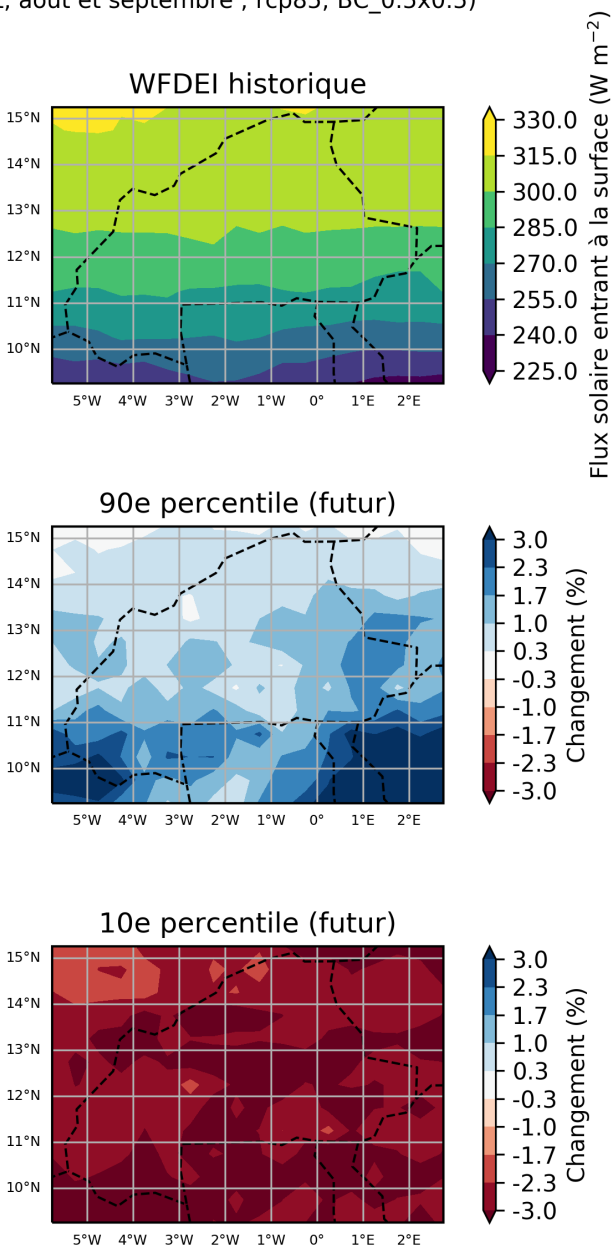 , août et septembre ; rcp85; BC_0.5x0.5)
WFDEI historique
15°N
14°N
13°N
12°N
11°N
10°N
5°W 4°W 3°W 2°W 1°W 0° 1°E 2°E
330.0
315.0
300.0
285.0
270.0
255.0
240.0
225.0
Flux solaire entrant à la surface (W m−2)
90e percentile (futur)
15°N
14°N
13°N
12°N
11°N
10°N
5°W 4°W 3°W 2°W 1°W 0° 1°E 2°E
3.0
2.3
1.7
1.0
0.3
-0.3
-1.0
-1.7
-2.3
-3.0
Changement (%)
10e percentile (futur)
15°N
14°N
13°N
12°N
11°N
10°N
5°W 4°W 3°W 2°W 1°W 0° 1°E 2°E
3.0
2.3
1.7
1.0
0.3
-0.3
-1.0
-1.7
-2.3
-3.0
Changement (%)